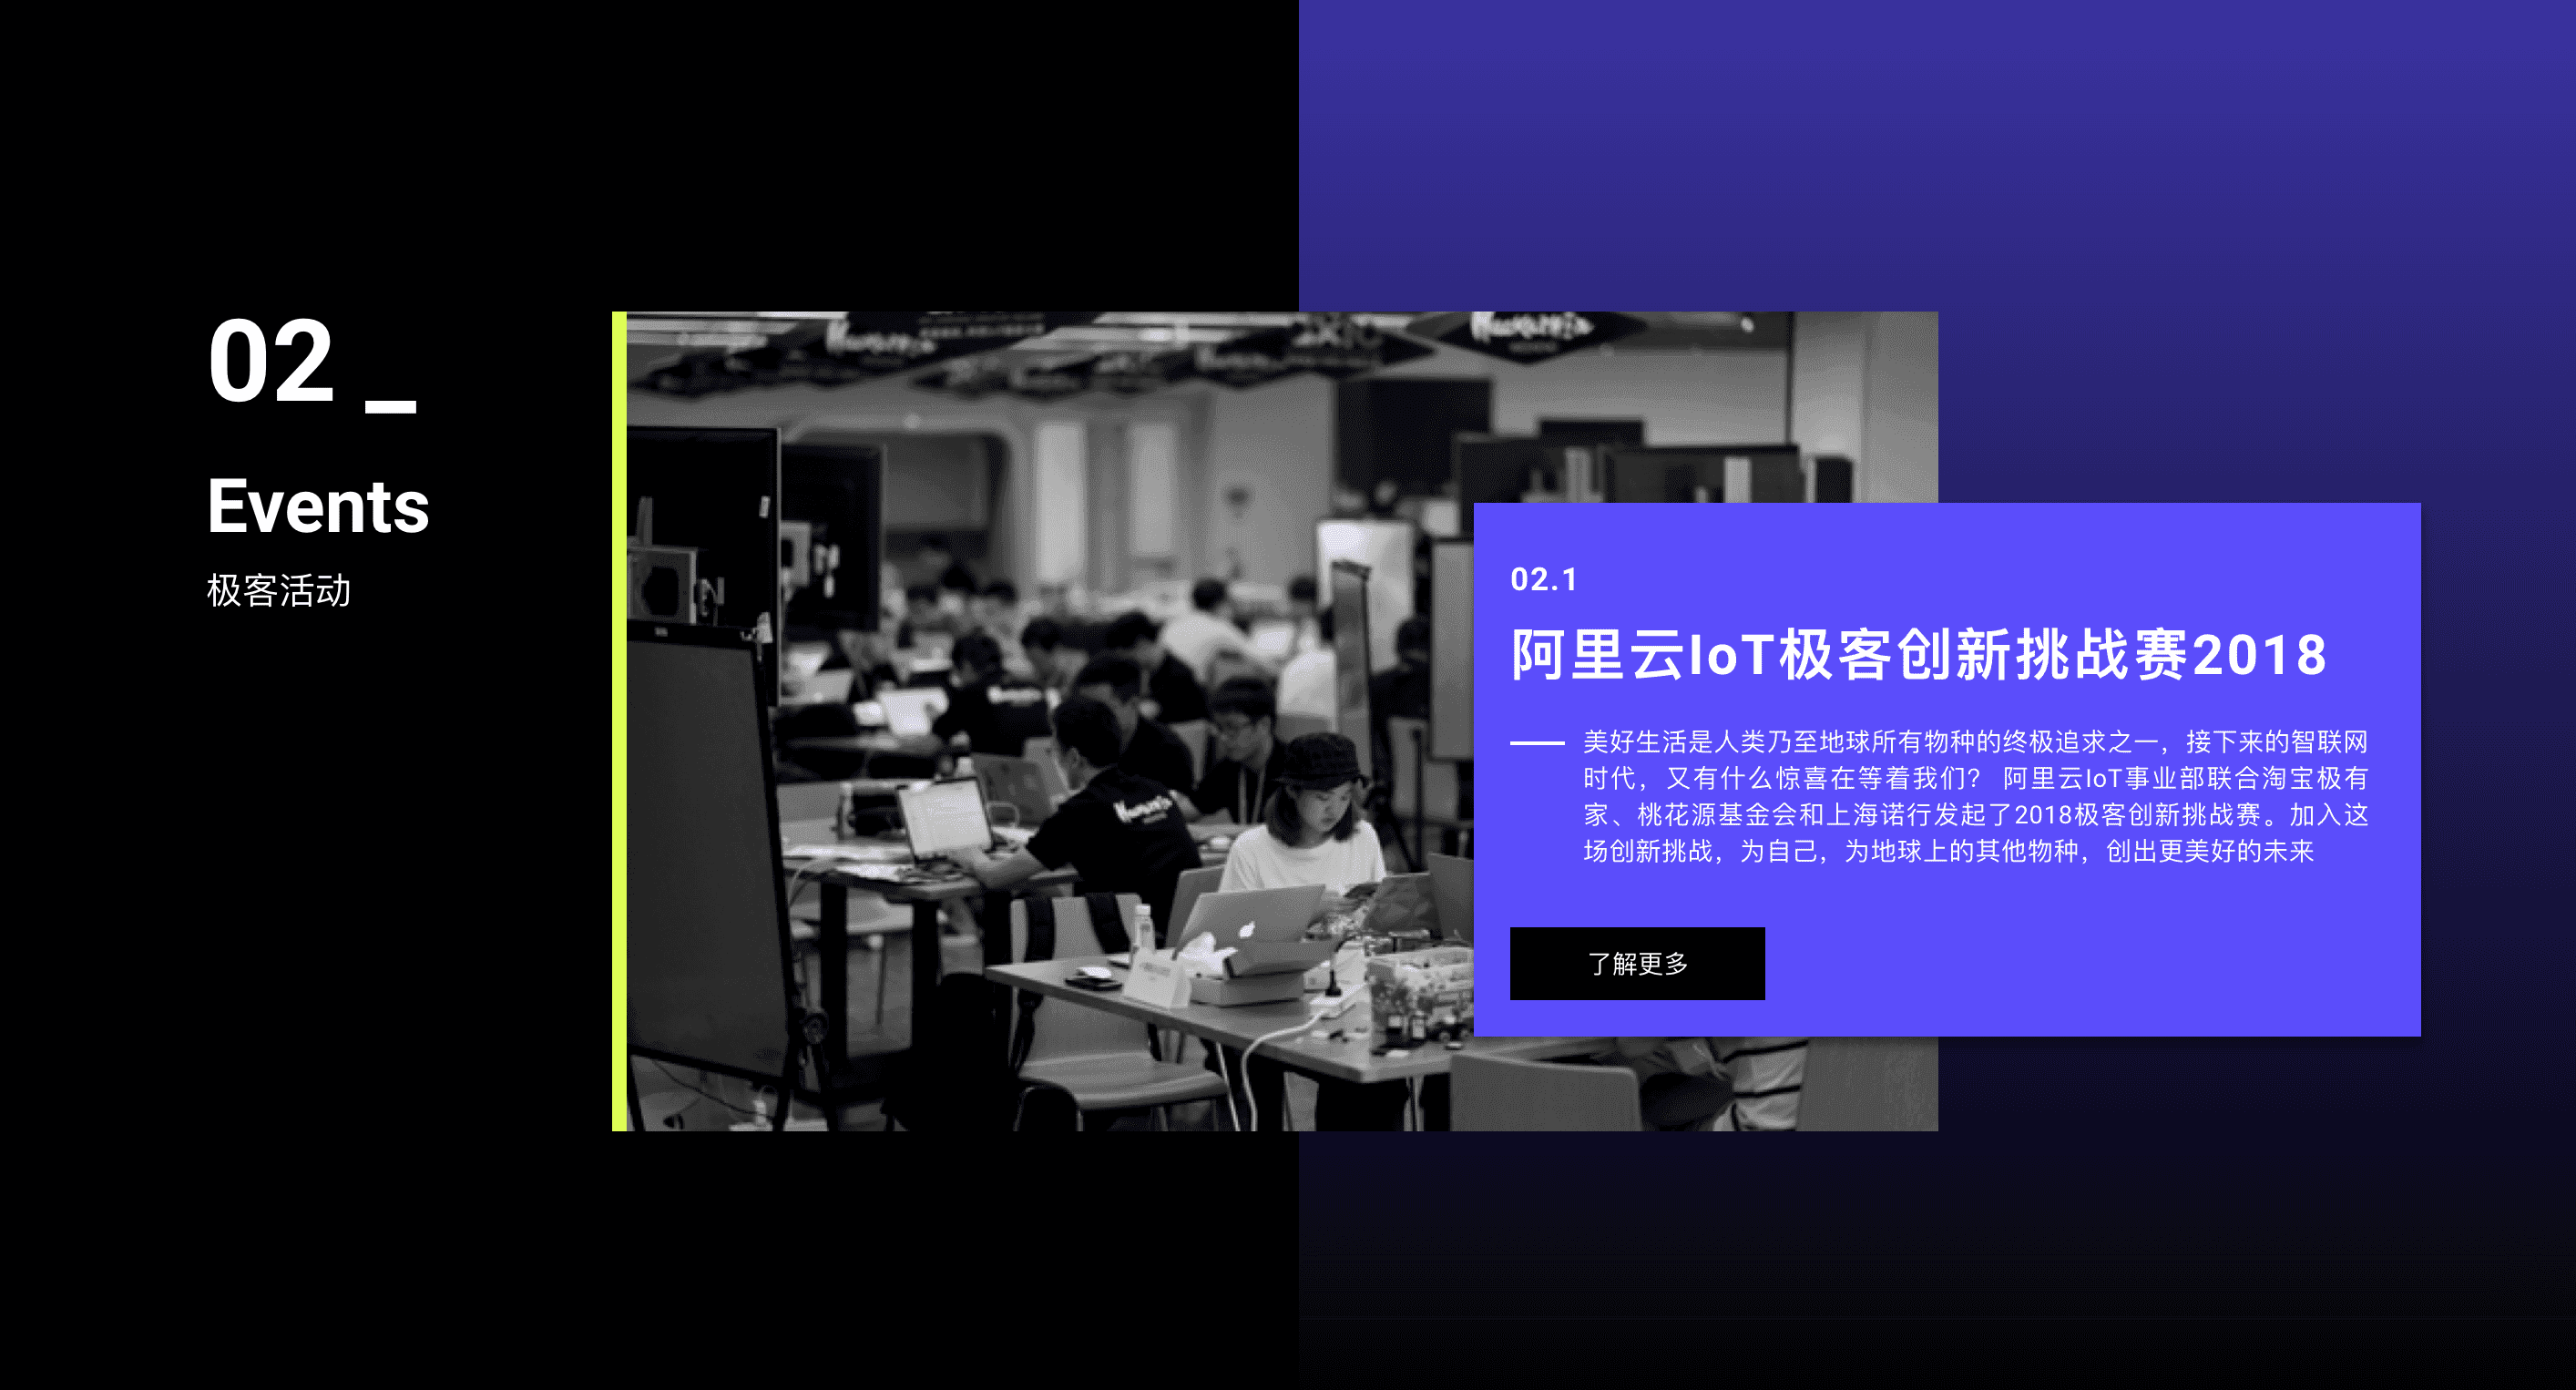 02 _
Events
极客活动
02.1
阿里云IoT极客创新挑战赛2018
美好生活是人类乃至地球所有物种的终极追求之一，接下来的智联网
时代，又有什么惊喜在等着我们？ 阿里云IoT事业部联合淘宝极有
家、桃花源基金会和上海诺行发起了2018极客创新挑战赛。加入这
场创新挑战，为自己，为地球上的其他物种，创出更美好的未来
了解更多